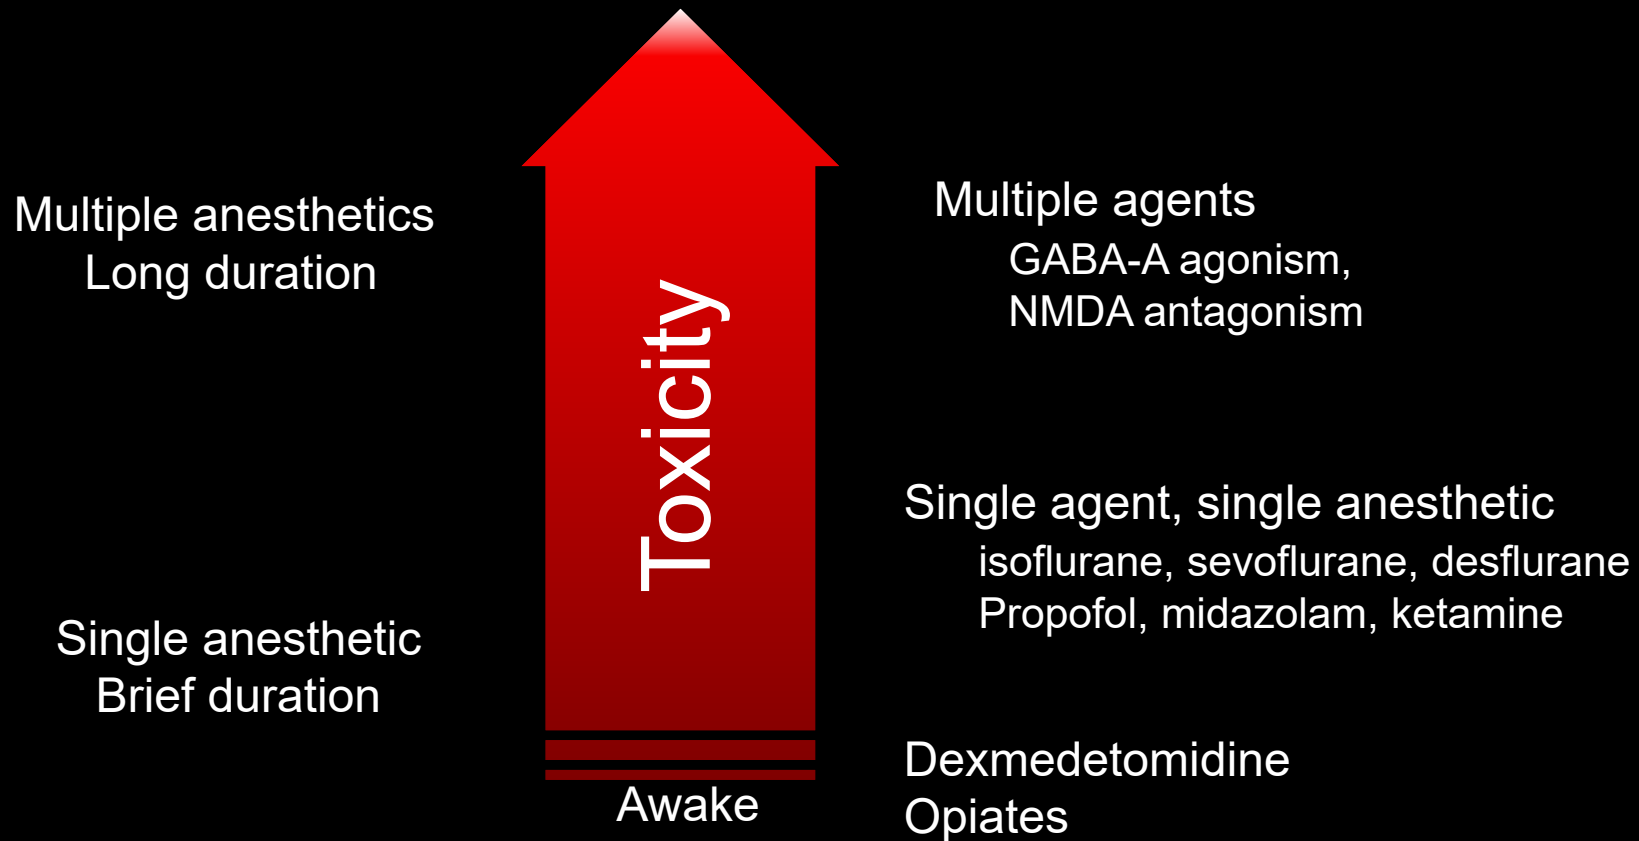 Multiple anesthetics
Long duration
Single anesthetic
Brief duration
Toxicity
Awake
Multiple agents
GABA-A agonism,
NMDA antagonism
Single agent, single anesthetic
isoflurane, sevoflurane, desflurane
Propofol, midazolam, ketamine
Dexmedetomidine
Opiates